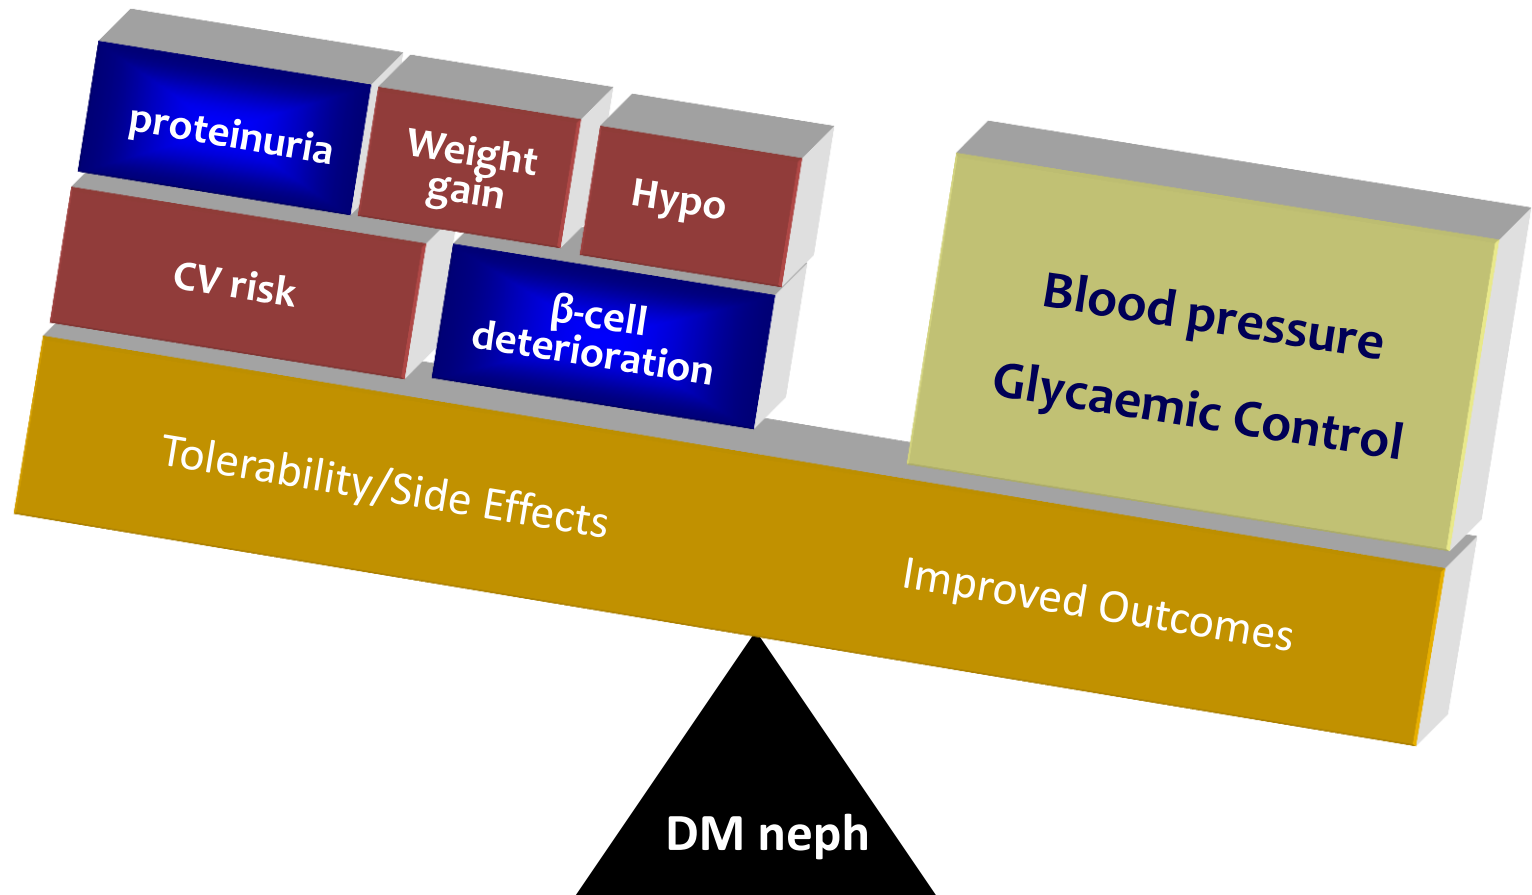 proteinuria
Weight
gain
Hypo
CV risk
β-cell
deterioration
Blood pressure
Glycaemic Control
Tolerability/Side Effects
Improved Outcomes
DM neph